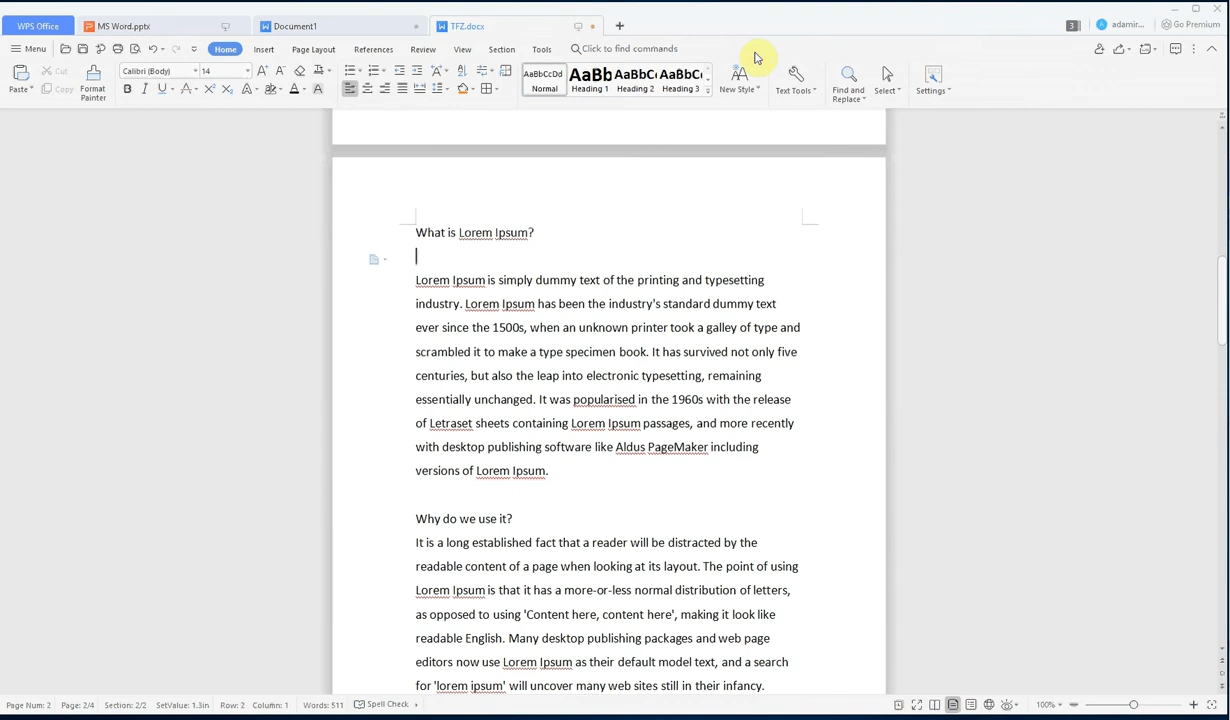 WPS Office MS Word.pptx Document1 TFZ.docx 3 adamir... Go Premium
Menu Home Insert Page Layout References Review View Section Tools Click to find commands
Paste Cut Copy Format Painter Calibri (Body) 14 AaBbCcDd Normal AaBb Heading 1 AaBbC Heading 2 AaBbC Heading 3 New Style Text Tools Find and Replace Select Settings
What is Lorem Ipsum?
Lorem Ipsum is simply dummy text of the printing and typesetting
industry. Lorem Ipsum has been the industry's standard dummy text
ever since the 1500s, when an unknown printer took a galley of type and
scrambled it to make a type specimen book. It has survived not only five
centuries, but also the leap into electronic typesetting, remaining
essentially unchanged. It was popularised in the 1960s with the release
of Letraset sheets containing Lorem Ipsum passages, and more recently
with desktop publishing software like Aldus PageMaker including
versions of Lorem Ipsum.
Why do we use it?
It is a long established fact that a reader will be distracted by the
readable content of a page when looking at its layout. The point of using
Lorem Ipsum is that it has a more-or-less normal distribution of letters,
as opposed to using 'Content here, content here', making it look like
readable English. Many desktop publishing packages and web page
editors now use Lorem Ipsum as their default model text, and a search
for 'lorem ipsum' will uncover many web sites still in their infancy.
Page Num: 2 Page: 2/4 Section: 2/2 SetValue: 1.3in Row: 2 Column: 1 Words: 511 Spell Check 100%